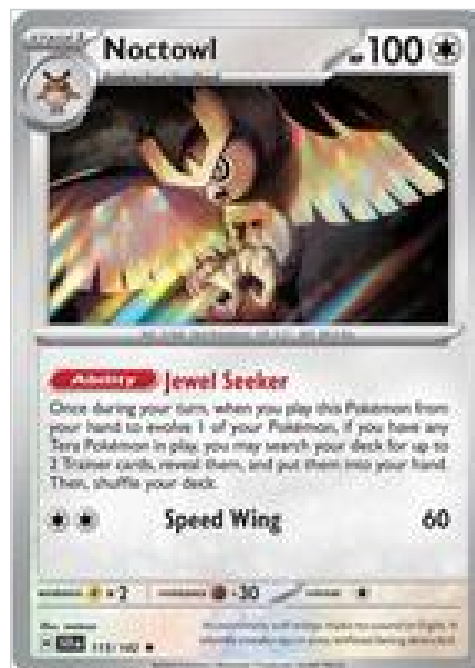 Noctowl
100
Ability Jewel Seeker
Once during your turn, when you play this Pokémon from
your hand to evolve 1 of your Pokémon, if you have any
Tera Pokémon in play, you may search your deck for up to
2 Trainer cards, reveal them, and put them into your hand.
Then, shuffle your deck.
Speed Wing 60
×2 -30
115/142